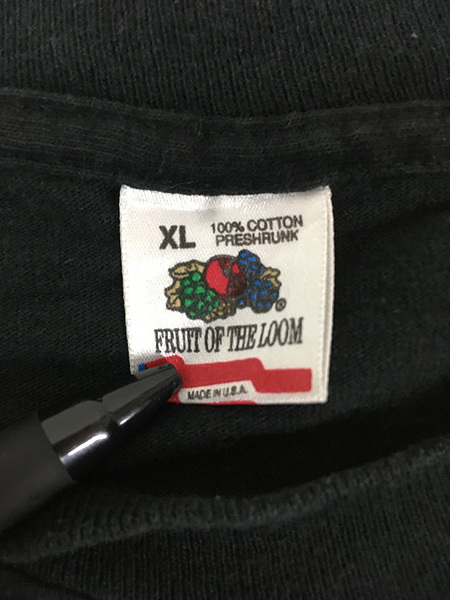 XL
100% COTTON
PRESHRUNK
®
FRUIT OF THE LOOM
MADE IN U.S.A.